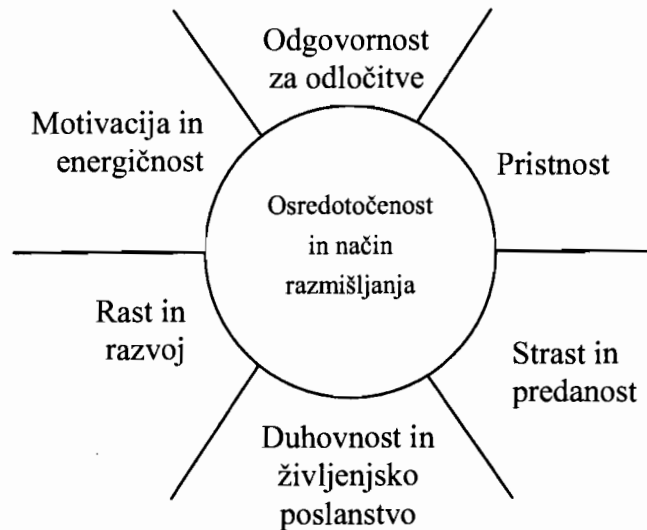 Odgovornost
za odločitve
Motivacija in
energičnost
Pristnost
Osredotočenost
in način
razmišljanja
Rast in
razvoj
Strast in
predanost
Duhovnost in
življenjsko
poslanstvo